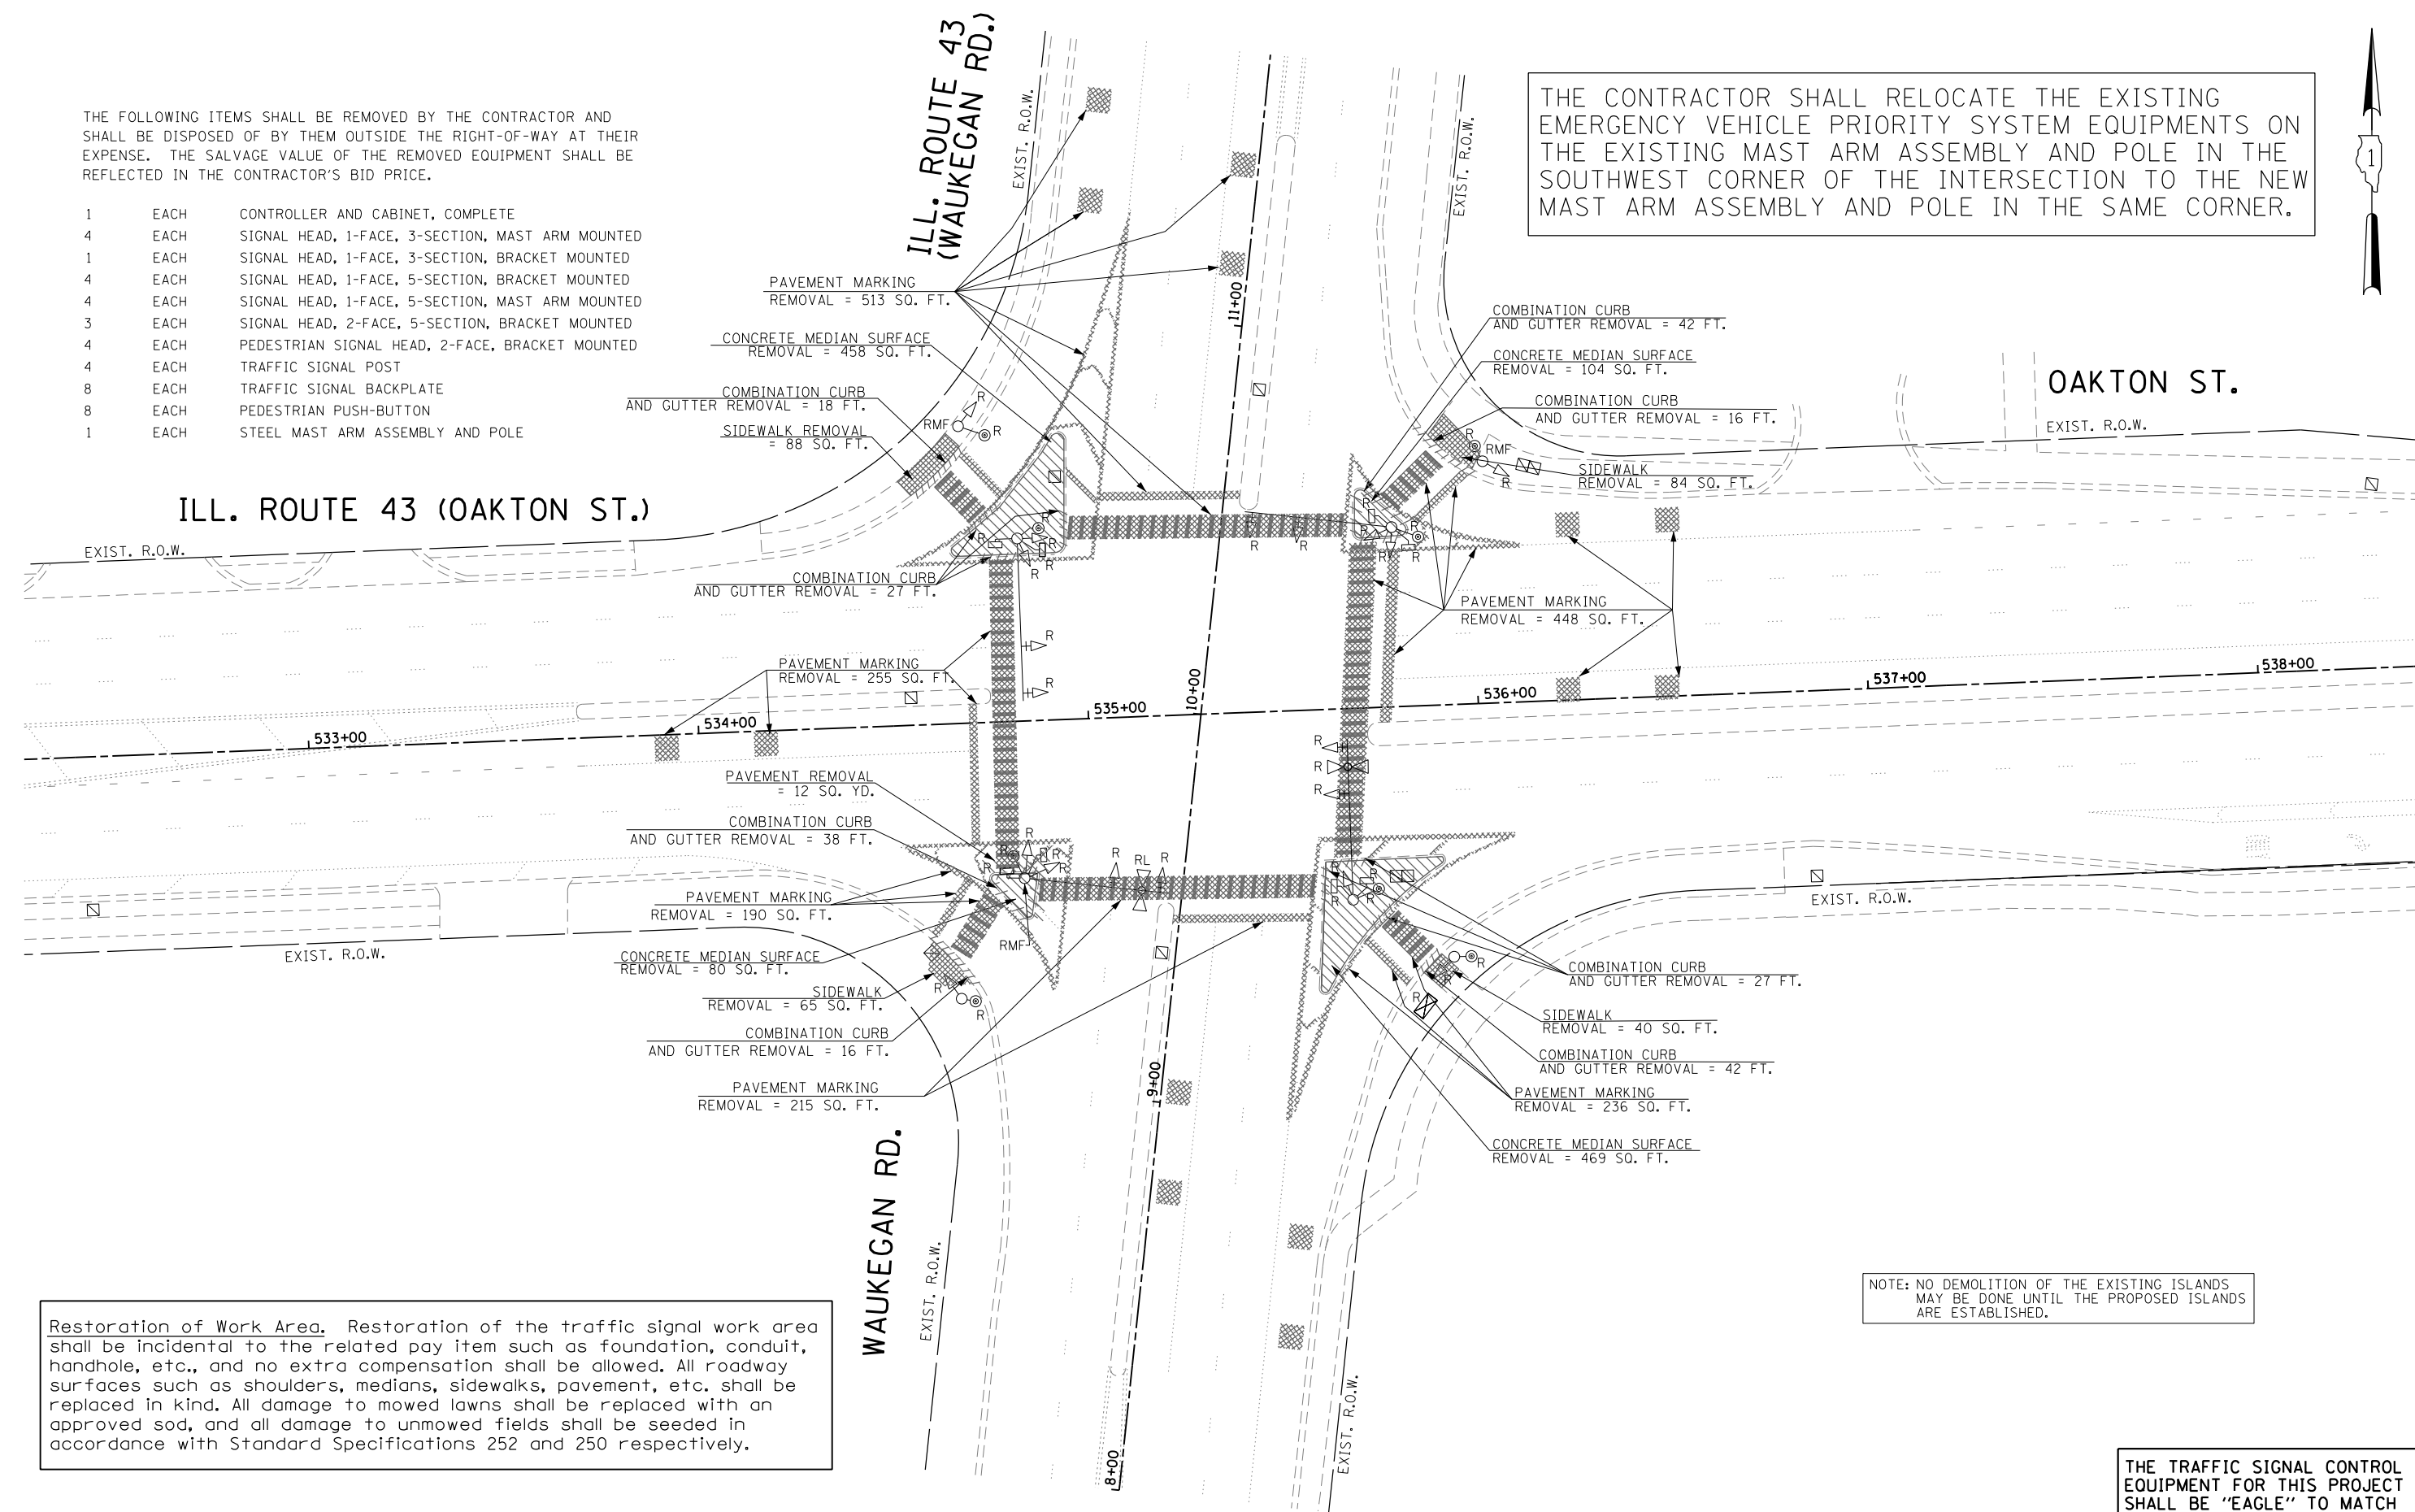 THE FOLLOWING ITEMS SHALL BE REMOVED BY THE CONTRACTOR AND
SHALL BE DISPOSED OF BY THEM OUTSIDE THE RIGHT-OF-WAY AT THEIR
EXPENSE. THE SALVAGE VALUE OF THE REMOVED EQUIPMENT SHALL BE
REFLECTED IN THE CONTRACTOR'S BID PRICE.
1 EACH CONTROLLER AND CABINET, COMPLETE
4 EACH SIGNAL HEAD, 1-FACE, 3-SECTION, MAST ARM MOUNTED
1 EACH SIGNAL HEAD, 1-FACE, 3-SECTION, BRACKET MOUNTED
4 EACH SIGNAL HEAD, 1-FACE, 5-SECTION, BRACKET MOUNTED
4 EACH SIGNAL HEAD, 1-FACE, 5-SECTION, MAST ARM MOUNTED
3 EACH SIGNAL HEAD, 2-FACE, 5-SECTION, BRACKET MOUNTED
4 EACH PEDESTRIAN SIGNAL HEAD, 2-FACE, BRACKET MOUNTED
4 EACH TRAFFIC SIGNAL POST
8 EACH TRAFFIC SIGNAL BACKPLATE
8 EACH PEDESTRIAN PUSH-BUTTON
1 EACH STEEL MAST ARM ASSEMBLY AND POLE
ILL. ROUTE 43
(WAUKEGAN RD.)
EXIST. R.O.W.
EXIST. R.O.W.
THE CONTRACTOR SHALL RELOCATE THE EXISTING
EMERGENCY VEHICLE PRIORITY SYSTEM EQUIPMENTS ON
THE EXISTING MAST ARM ASSEMBLY AND POLE IN THE
SOUTHWEST CORNER OF THE INTERSECTION TO THE NEW
MAST ARM ASSEMBLY AND POLE IN THE SAME CORNER.
1
PAVEMENT MARKING
REMOVAL = 513 SQ. FT.
11+00
CONCRETE MEDIAN SURFACE
REMOVAL = 458 SQ. FT.
COMBINATION CURB
AND GUTTER REMOVAL = 18 FT.
SIDEWALK REMOVAL
= 88 SQ. FT.
RMF
R
R
COMBINATION CURB
AND GUTTER REMOVAL = 42 FT.
CONCRETE MEDIAN SURFACE
REMOVAL = 104 SQ. FT.
COMBINATION CURB
AND GUTTER REMOVAL = 16 FT.
R
RMF
R
SIDEWALK
REMOVAL = 84 SQ. FT.
OAKTON ST.
EXIST. R.O.W.
ILL. ROUTE 43 (OAKTON ST.)
EXIST. R.O.W.
COMBINATION CURB
AND GUTTER REMOVAL = 27 FT.
R
R
R
R
R
R
R
R
R
R
R
R
R
PAVEMENT MARKING
REMOVAL = 448 SQ. FT.
PAVEMENT MARKING
REMOVAL = 255 SQ. FT.
R
R
533+00
534+00
535+00
10+00
536+00
537+00
538+00
PAVEMENT REMOVAL
= 12 SQ. YD.
COMBINATION CURB
AND GUTTER REMOVAL = 38 FT.
R
R
R
R
R
R
R
R
RL
R
R
R
R
PAVEMENT MARKING
REMOVAL = 190 SQ. FT.
RMF
EXIST. R.O.W.
EXIST. R.O.W.
CONCRETE MEDIAN SURFACE
REMOVAL = 80 SQ. FT.
SIDEWALK
REMOVAL = 65 SQ. FT.
R
R
COMBINATION CURB
AND GUTTER REMOVAL = 16 FT.
PAVEMENT MARKING
REMOVAL = 215 SQ. FT.
9+00
R
R
R
COMBINATION CURB
AND GUTTER REMOVAL = 27 FT.
SIDEWALK
REMOVAL = 40 SQ. FT.
COMBINATION CURB
AND GUTTER REMOVAL = 42 FT.
PAVEMENT MARKING
REMOVAL = 236 SQ. FT.
CONCRETE MEDIAN SURFACE
REMOVAL = 469 SQ. FT.
WAUKEGAN RD.
EXIST. R.O.W.
EXIST. R.O.W.
8+00
NOTE: NO DEMOLITION OF THE EXISTING ISLANDS
MAY BE DONE UNTIL THE PROPOSED ISLANDS
ARE ESTABLISHED.
Restoration of Work Area. Restoration of the traffic signal work area
shall be incidental to the related pay item such as foundation, conduit,
handhole, etc., and no extra compensation shall be allowed. All roadway
surfaces such as shoulders, medians, sidewalks, pavement, etc. shall be
replaced in kind. All damage to mowed lawns shall be replaced with an
approved sod, and all damage to unmowed fields shall be seeded in
accordance with Standard Specifications 252 and 250 respectively.
THE TRAFFIC SIGNAL CONTROL
EQUIPMENT FOR THIS PROJECT
SHALL BE "EAGLE" TO MATCH